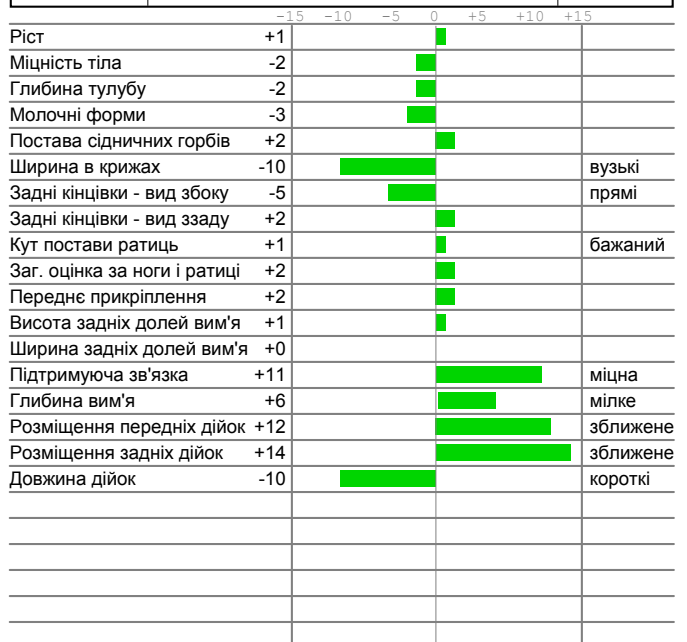 -15 -10 -5 0 +5 +10 +15
Ріст +1
Міцність тіла -2
Глибина тулубу -2
Молочні форми -3
Постава сідничних горбів +2
Ширина в крижах -10 вузькі
Задні кінцівки - вид збоку -5 прямі
Задні кінцівки - вид ззаду +2
Кут постави ратиць +1 бажаний
Заг. оцінка за ноги і ратиці +2
Переднє прикріплення +2
Висота задніх долей вим'я +1
Ширина задніх долей вим'я +0
Підтримуюча зв'язка +11 міцна
Глибина вим'я +6 мілке
Розміщення передніх дійок +12 зближене
Розміщення задніх дійок +14 зближене
Довжина дійок -10 короткі